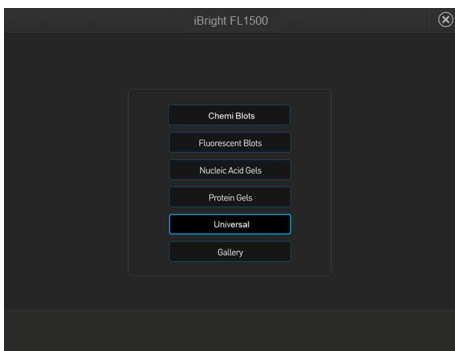 iBright FL1500
Chemi Blots
Fluorescent Blots
Nucleic Acid Gels
Protein Gels
Universal
Gallery